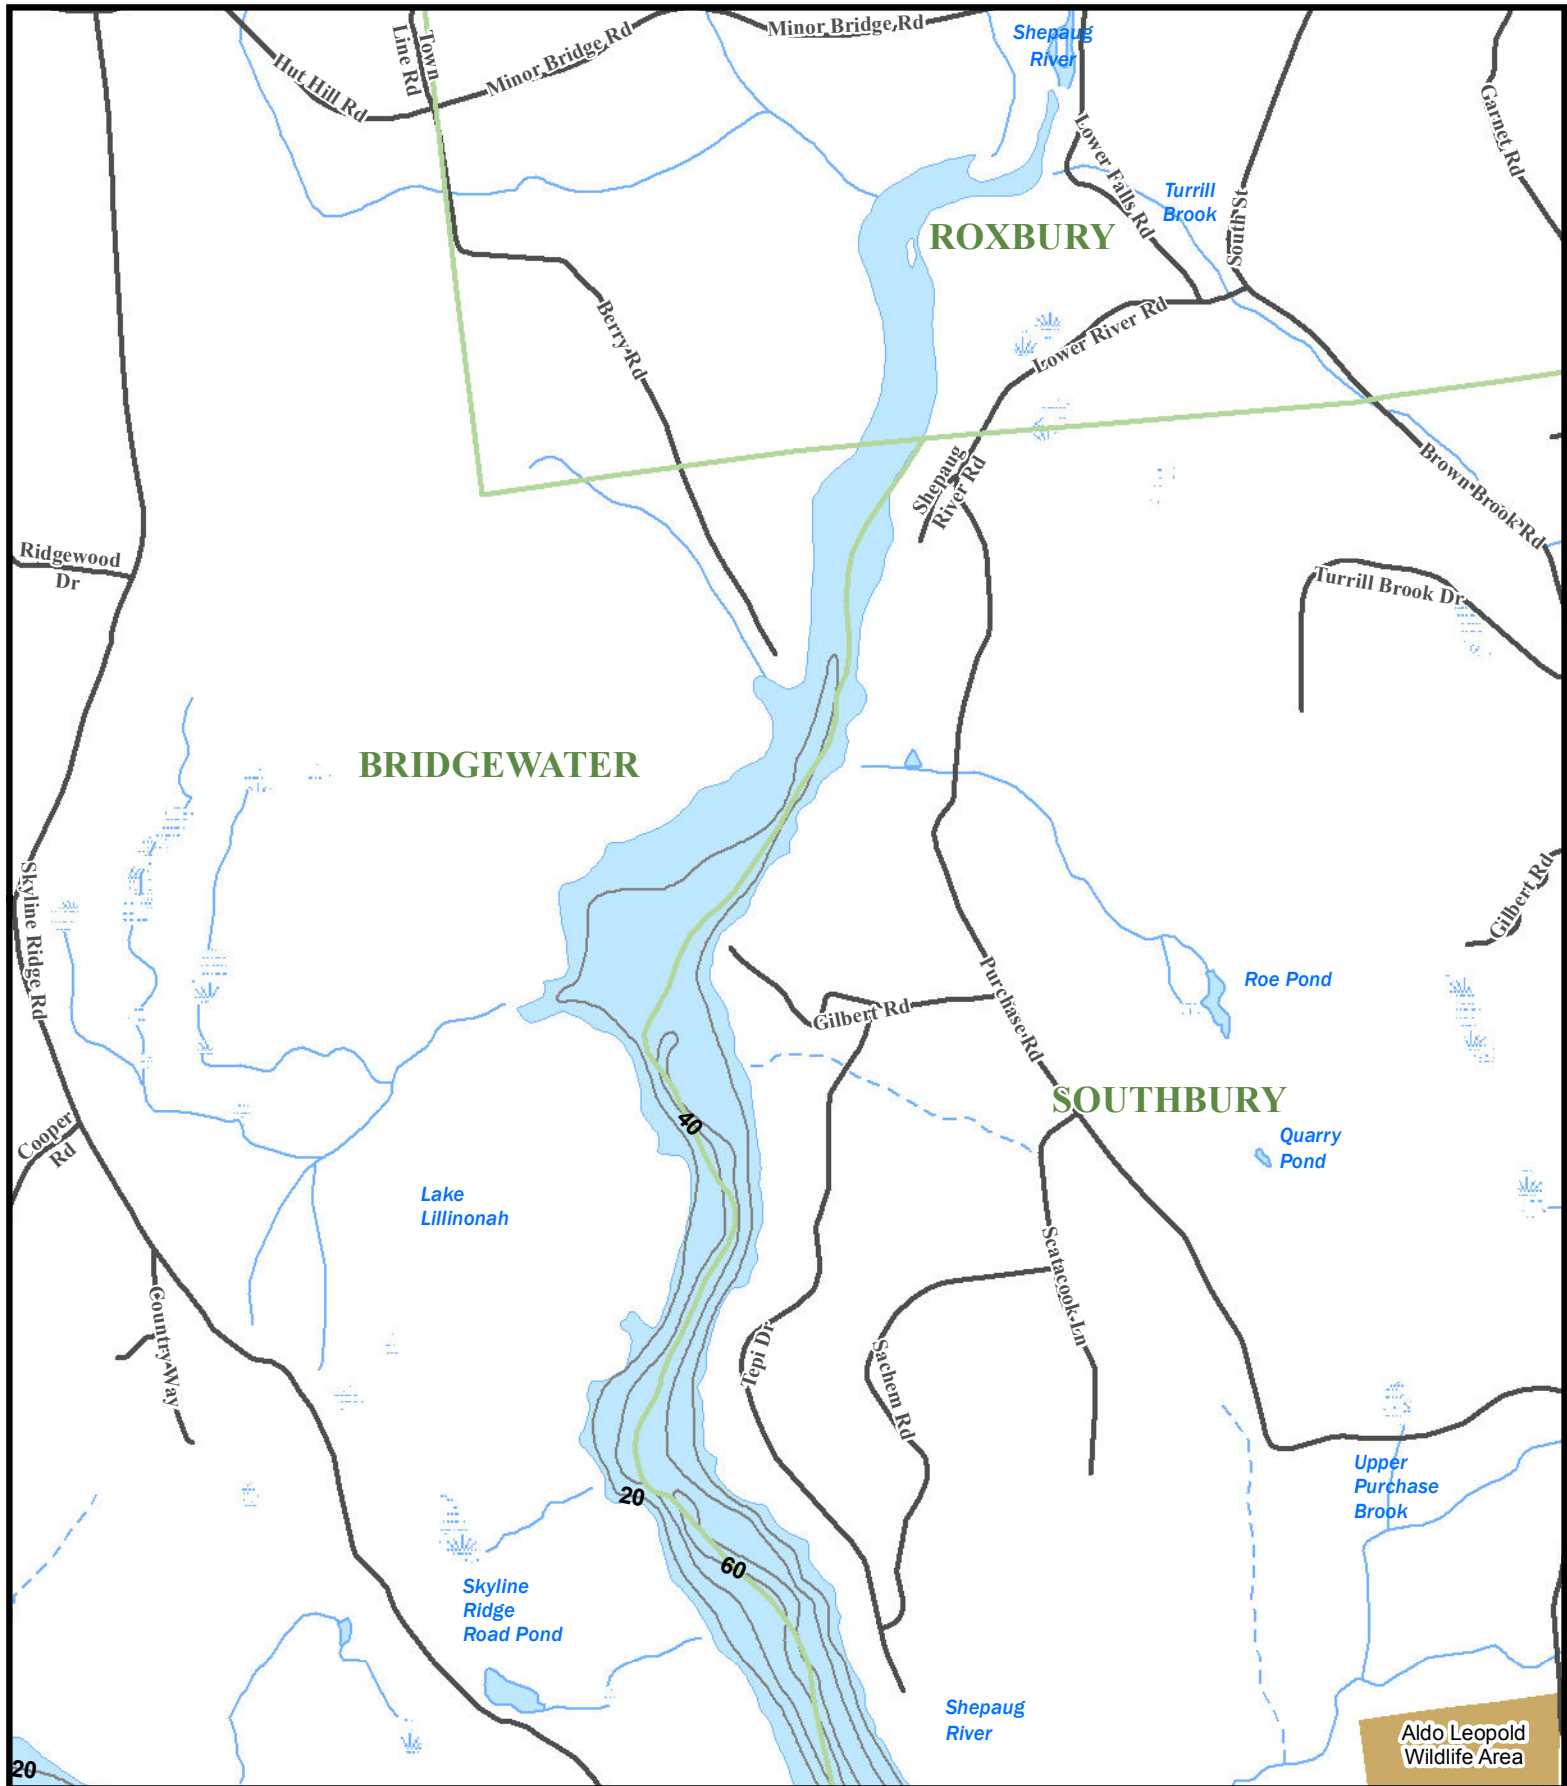 Minor Bridge Rd
Shepaug
River
Town
Line Rd
Minor Bridge Rd
Hut Hill Rd
Garnet Rd
Lower Falls Rd
Turrill
Brook
South St
ROXBURY
Berry Rd
Lower River Rd
Shepaug
River Rd
Brown Brook Rd
Ridgewood
Dr
Turrill Brook Dr
BRIDGEWATER
Skyline Ridge Rd
Gilbert Rd
Purchase Rd
Roe Pond
Gilbert Rd
SOUTHBURY
40
Cooper
Rd
Quarry
Pond
Lake
Lillinonah
Scatacook Ln
Country Way
Tepi Dr
Sachem Rd
Upper
Purchase
Brook
20
60
Skyline
Ridge
Road Pond
Shepaug
River
Aldo Leopold
Wildlife Area
20